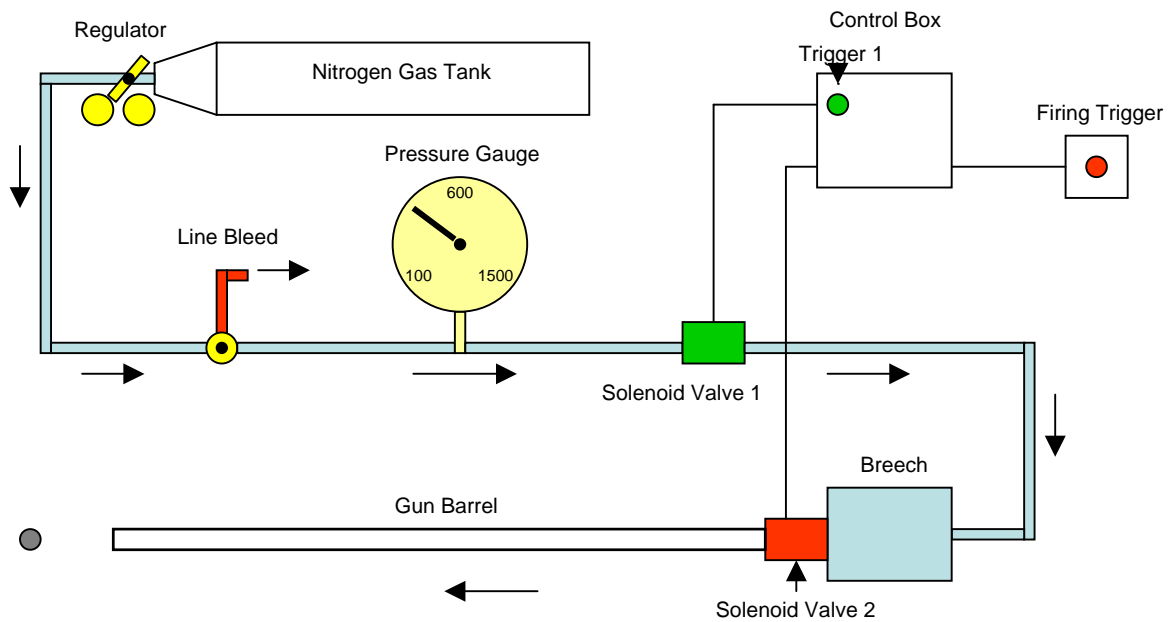 Regulator
Nitrogen Gas Tank
Control Box
Trigger 1
Firing Trigger
Pressure Gauge
600
100
1500
Line Bleed
Solenoid Valve 1
Breech
Gun Barrel
Solenoid Valve 2